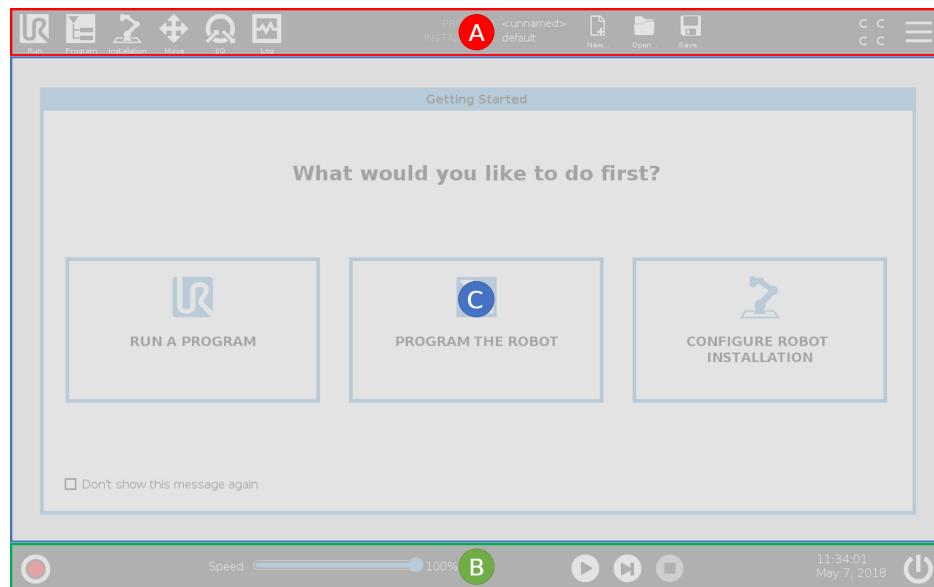 Run Program Installation Move I/O Log
<unnamed>
default
A
New... Open... Save...
C C
C C
Getting Started
What would you like to do first?
C
RUN A PROGRAM
PROGRAM THE ROBOT
CONFIGURE ROBOT
INSTALLATION
Don't show this message again
Speed
100%
B
11:34:01
May 7, 2018